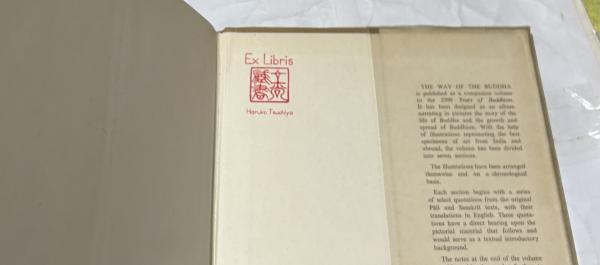 Ex Libris
Haruko Tsuchiya
THE WAY OF THE BUDDHA
is published as a companion volume
to the 2500 Years of Buddhism.
It has been designed as an album
narrating in pictures the story of the
life of Buddha and the growth and
spread of Buddhism. With the help
of illustrations representing the best
specimens of art from India and
abroad, the volume has been divided
into seven sections.
The illustrations have been arranged
themewise and on a chronological
basis.
Each section begins with a series
of select quotations from the original
Pāli and Sanskrit texts, with their
translations in English. These quota-
tions have a direct bearing upon the
pictorial material that follows and
would serve as a textual introductory
background.
The notes at the end of the volume